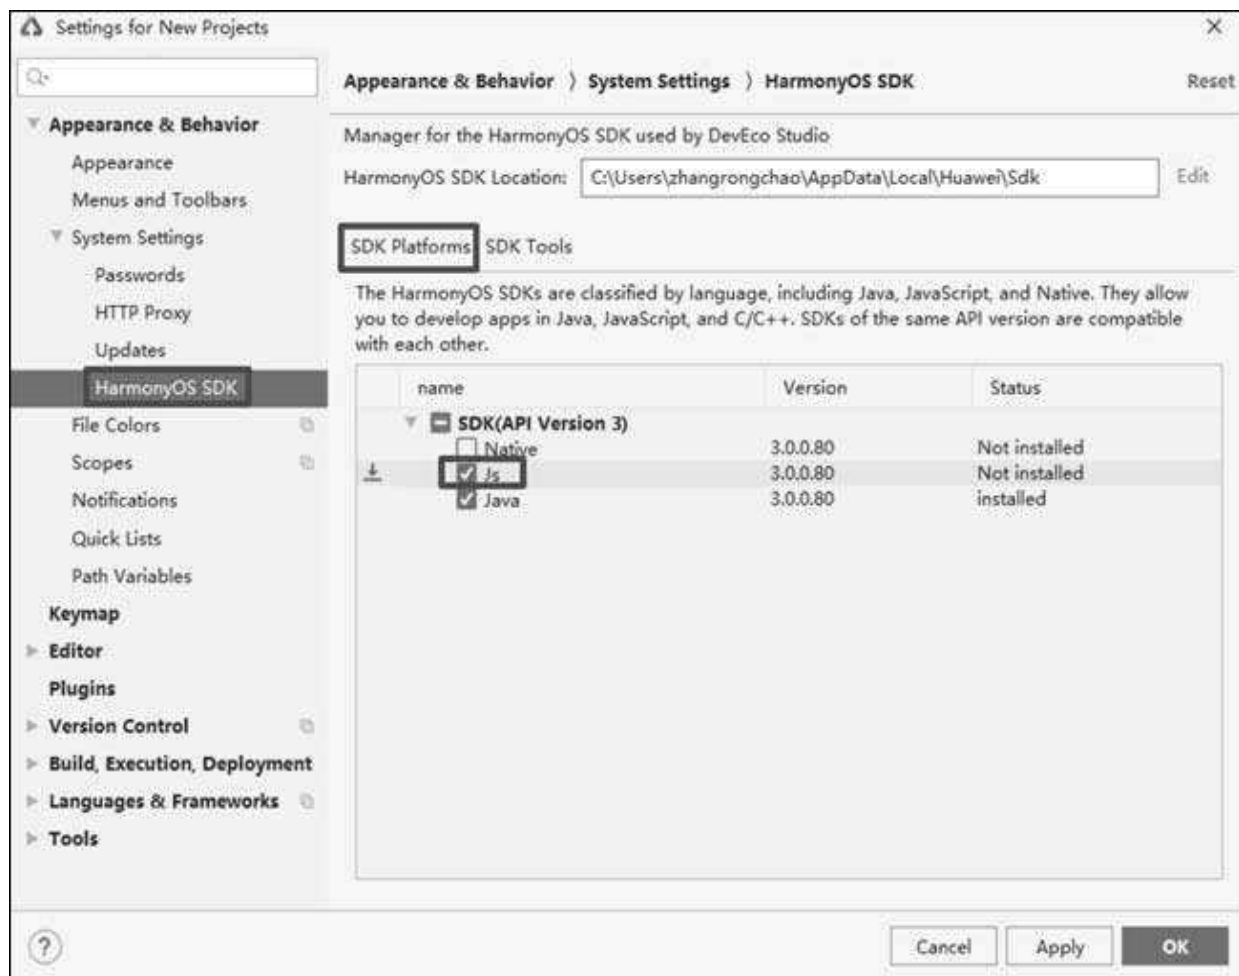 Settings for New Projects
Appearance & Behavior
Appearance
Menus and Toolbars
System Settings
Passwords
HTTP Proxy
Updates
HarmonyOS SDK
File Colors
Scopes
Notifications
Quick Lists
Path Variables
Keymap
Editor
Plugins
Version Control
Build, Execution, Deployment
Languages & Frameworks
Tools
Appearance & Behavior › System Settings › HarmonyOS SDK Reset
Manager for the HarmonyOS SDK used by DevEco Studio
HarmonyOS SDK Location: C:\Users\zhangrongchao\AppData\Local\Huawei\Sdk Edit
SDK Platforms SDK Tools
The HarmonyOS SDKs are classified by language, including Java, JavaScript, and Native. They allow
you to develop apps in Java, JavaScript, and C/C++. SDKs of the same API version are compatible
with each other.
name Version Status
SDK(API Version 3)
Native 3.0.0.80 Not installed
Js 3.0.0.80 Not installed
Java 3.0.0.80 installed
? Cancel Apply OK